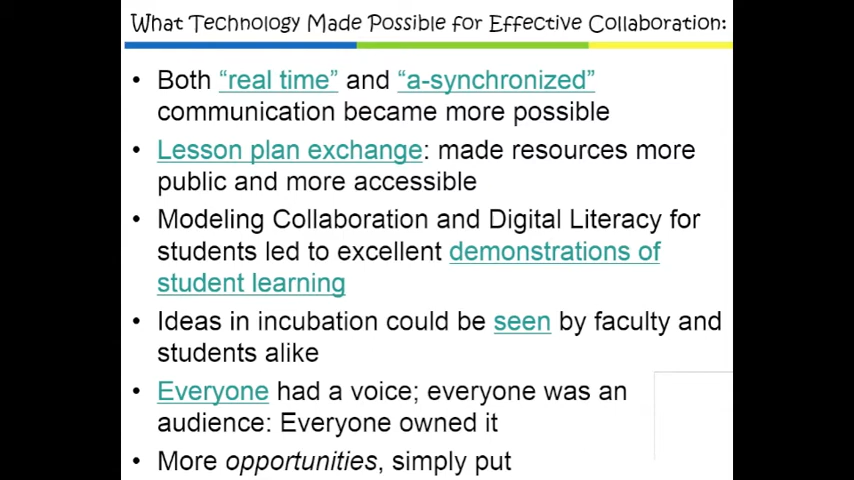 What Technology Made Possible for Effective Collaboration:
• Both “real time” and “a-synchronized”
communication became more possible
• Lesson plan exchange: made resources more
public and more accessible
• Modeling Collaboration and Digital Literacy for
students led to excellent demonstrations of
student learning
• Ideas in incubation could be seen by faculty and
students alike
• Everyone had a voice; everyone was an
audience: Everyone owned it
• More opportunities, simply put